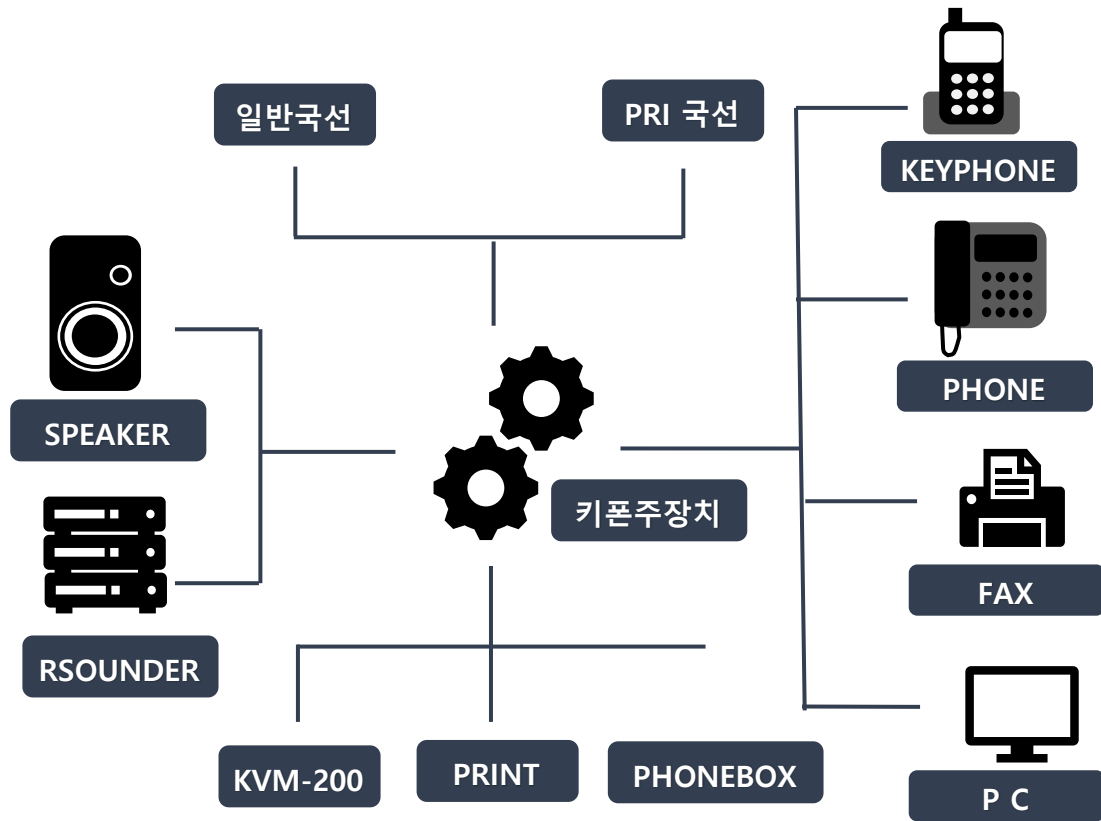 일반국선
PRI 국선
KEYPHONE
SPEAKER
PHONE
키폰주장치
FAX
RSOUNDER
KVM-200
PRINT
PHONEBOX
P C